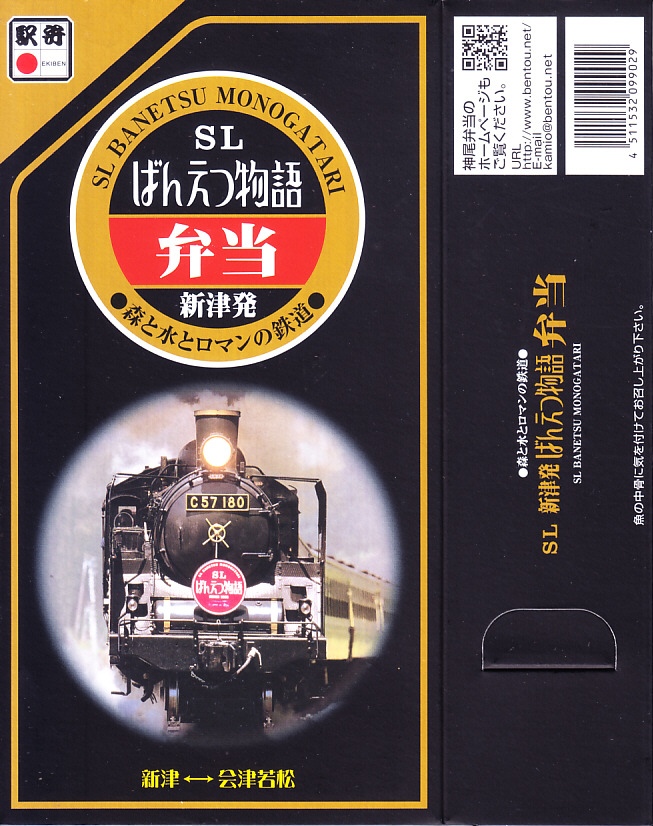 駅弁
EKIBEN
SL BANETSU MONOGATARI
SL
ばんえつ物語
弁当
新津発
●森と水とロマンの鉄道●
C57180
SL
ばんえつ物語
新津↔会津若松
神尾弁当の
ホームページも
ご覧ください。
URL
http://www.bentou.net/
E-mail
kamio@bentou.net
4 511532 099029
●森と水とロマンの鉄道●
SL 新津発 ばんえつ物語 弁当
SL BANETSU MONOGATARI
魚の中骨に気を付けてお召し上がり下さい。